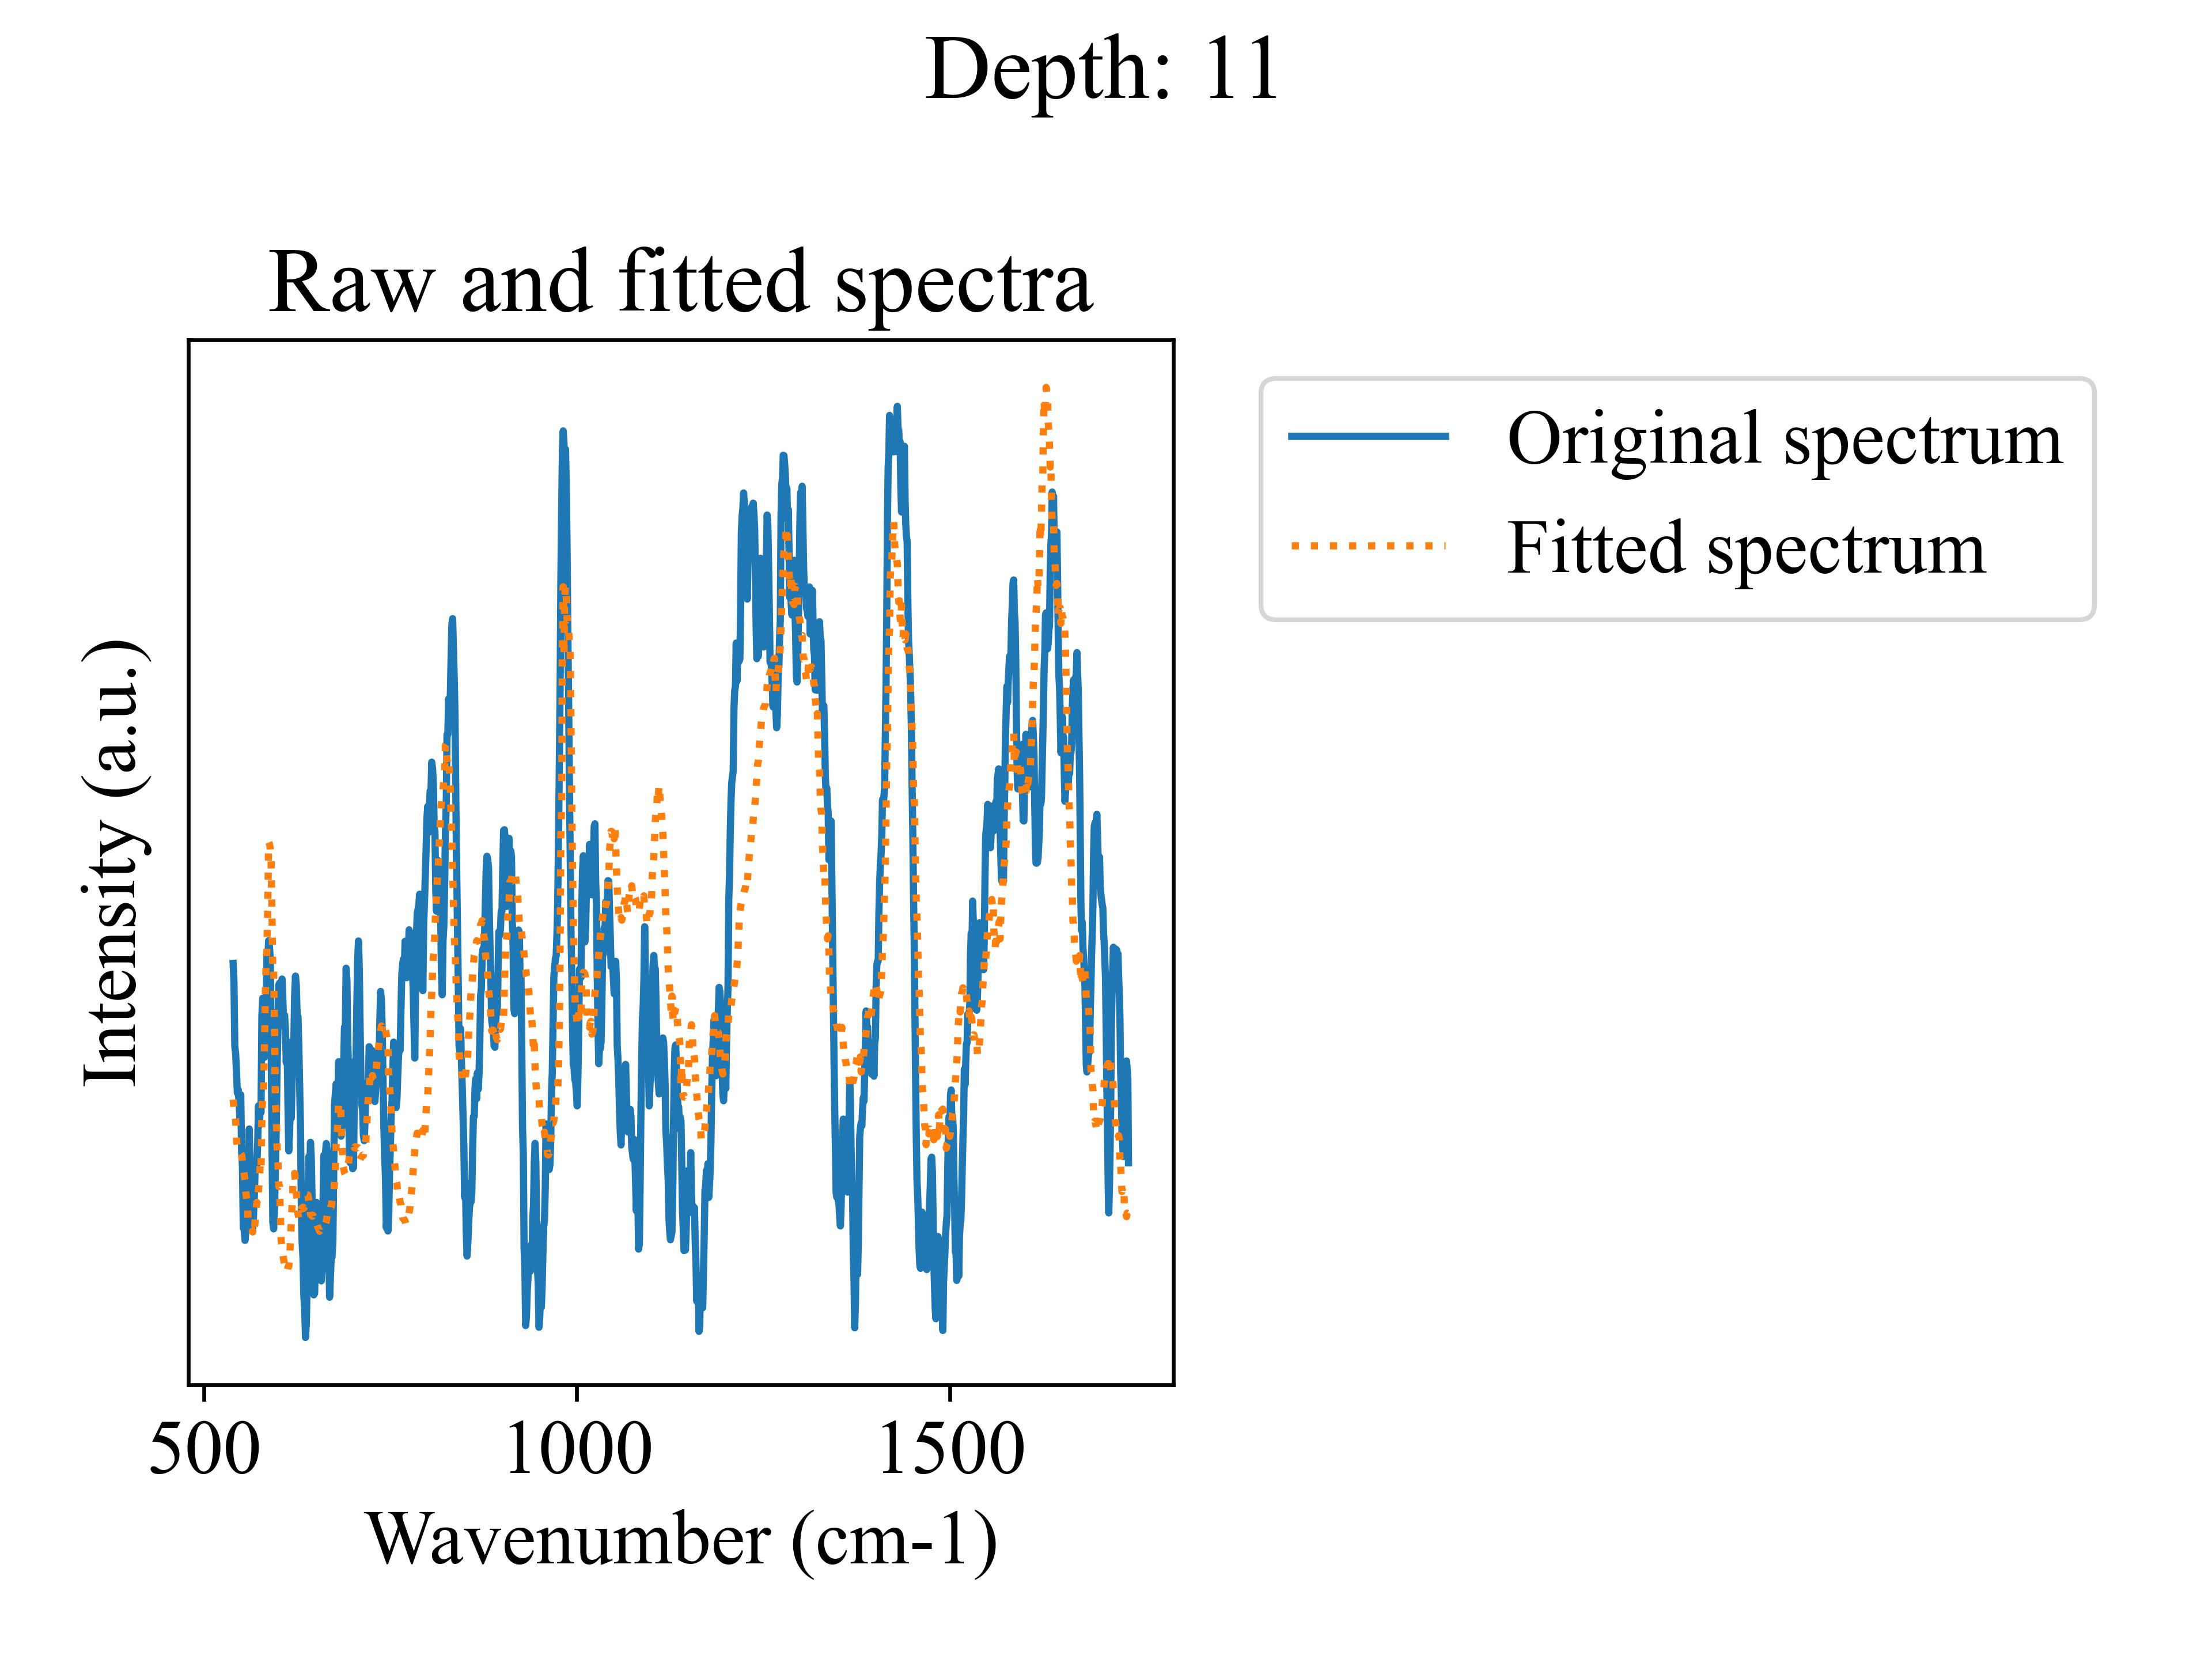 Depth: 11
Raw and fitted spectra
Original spectrum
Fitted spectrum
Intensity (a.u.)
500 1000 1500
Wavenumber (cm-1)